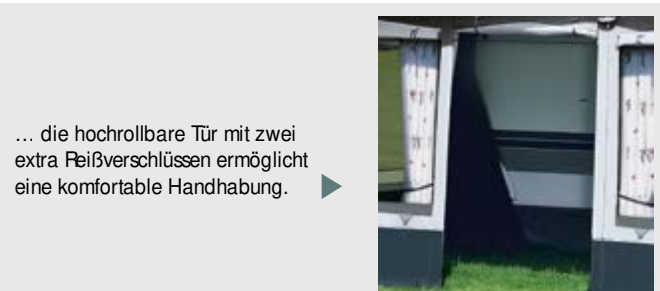 … die hochrollbare Tür mit zwei
extra Reißverschlüssen ermöglicht
eine komfortable Handhabung.